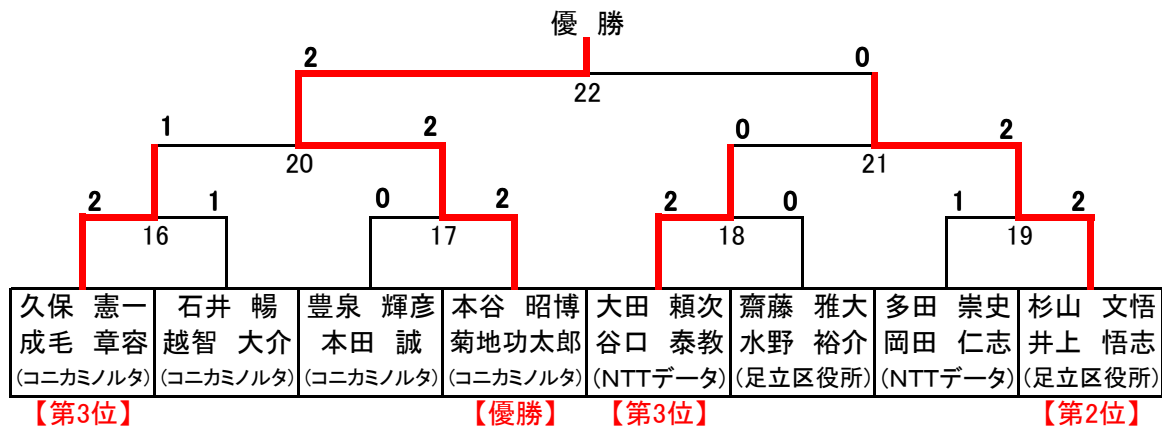 優 勝
2 0
22
1 2 0 2
20 21
2 1 0 2 2 0 1 2
16 17 18 19
久保 憲一 石井 暢 豊泉 輝彦 本谷 昭博 大田 頼次 齋藤 雅大 多田 崇史 杉山 文悟
成毛 章容 越智 大介 本田 誠 菊地功太郎 谷口 泰教 水野 裕介 岡田 仁志 井上 悟志
(コニカミノルタ) (コニカミノルタ) (コニカミノルタ) (コニカミノルタ) (NTTデータ) (足立区役所) (NTTデータ) (足立区役所)
【第3位】 【優勝】 【第3位】 【第2位】